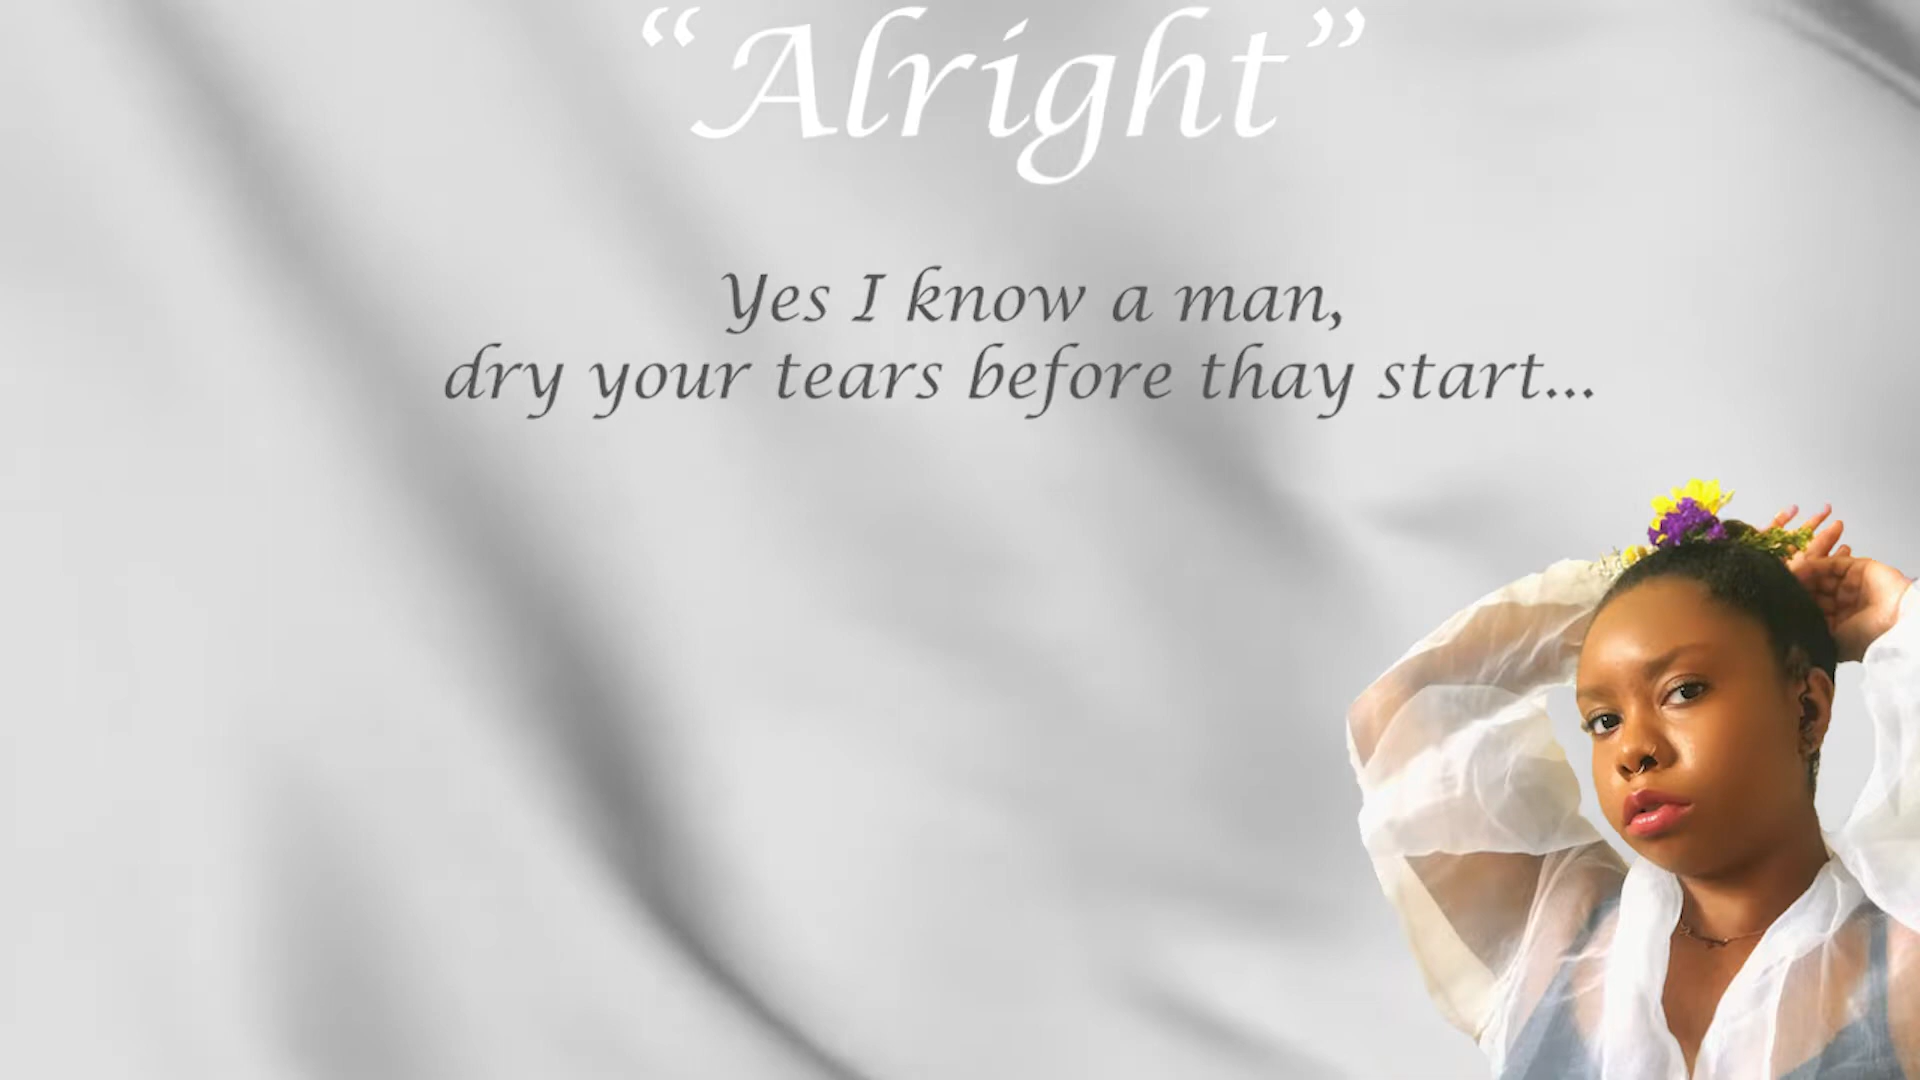 “Alright”
Yes I know a man,
dry your tears before thay start...